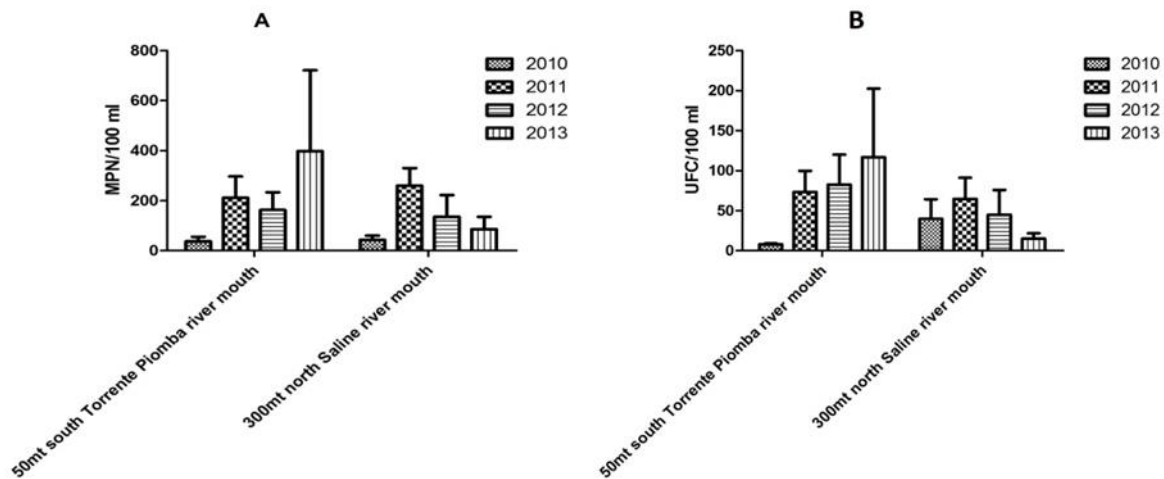 A
MPN/100 ml
800
600
400
200
0
2010
2011
2012
2013
50mt south Torrente Piomba river mouth
300mt north Saline river mouth
B
UFC/100 ml
250
200
150
100
50
0
2010
2011
2012
2013
50mt south Torrente Piomba river mouth
300mt north Saline river mouth